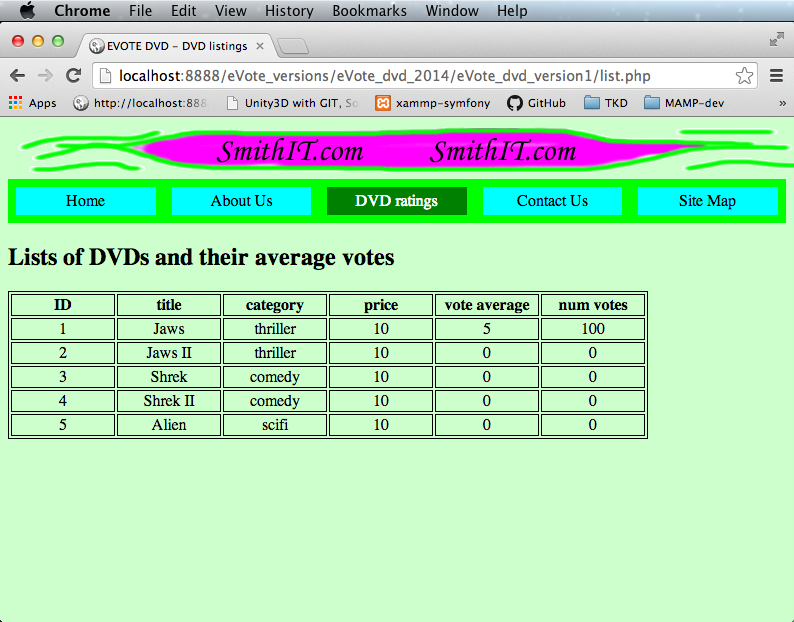 Chrome File Edit View History Bookmarks Window Help
EVOTE DVD – DVD listings
localhost:8888/eVote_versions/eVote_dvd_2014/eVote_dvd_version1/list.php
Apps http://localhost:888 Unity3D with GIT, So xammp-symfony GitHub TKD MAMP-dev »
SmithIT.com SmithIT.com
Home About Us DVD ratings Contact Us Site Map
Lists of DVDs and their average votes
ID title category price vote average num votes
1 Jaws thriller 10 5 100
2 Jaws II thriller 10 0 0
3 Shrek comedy 10 0 0
4 Shrek II comedy 10 0 0
5 Alien scifi 10 0 0